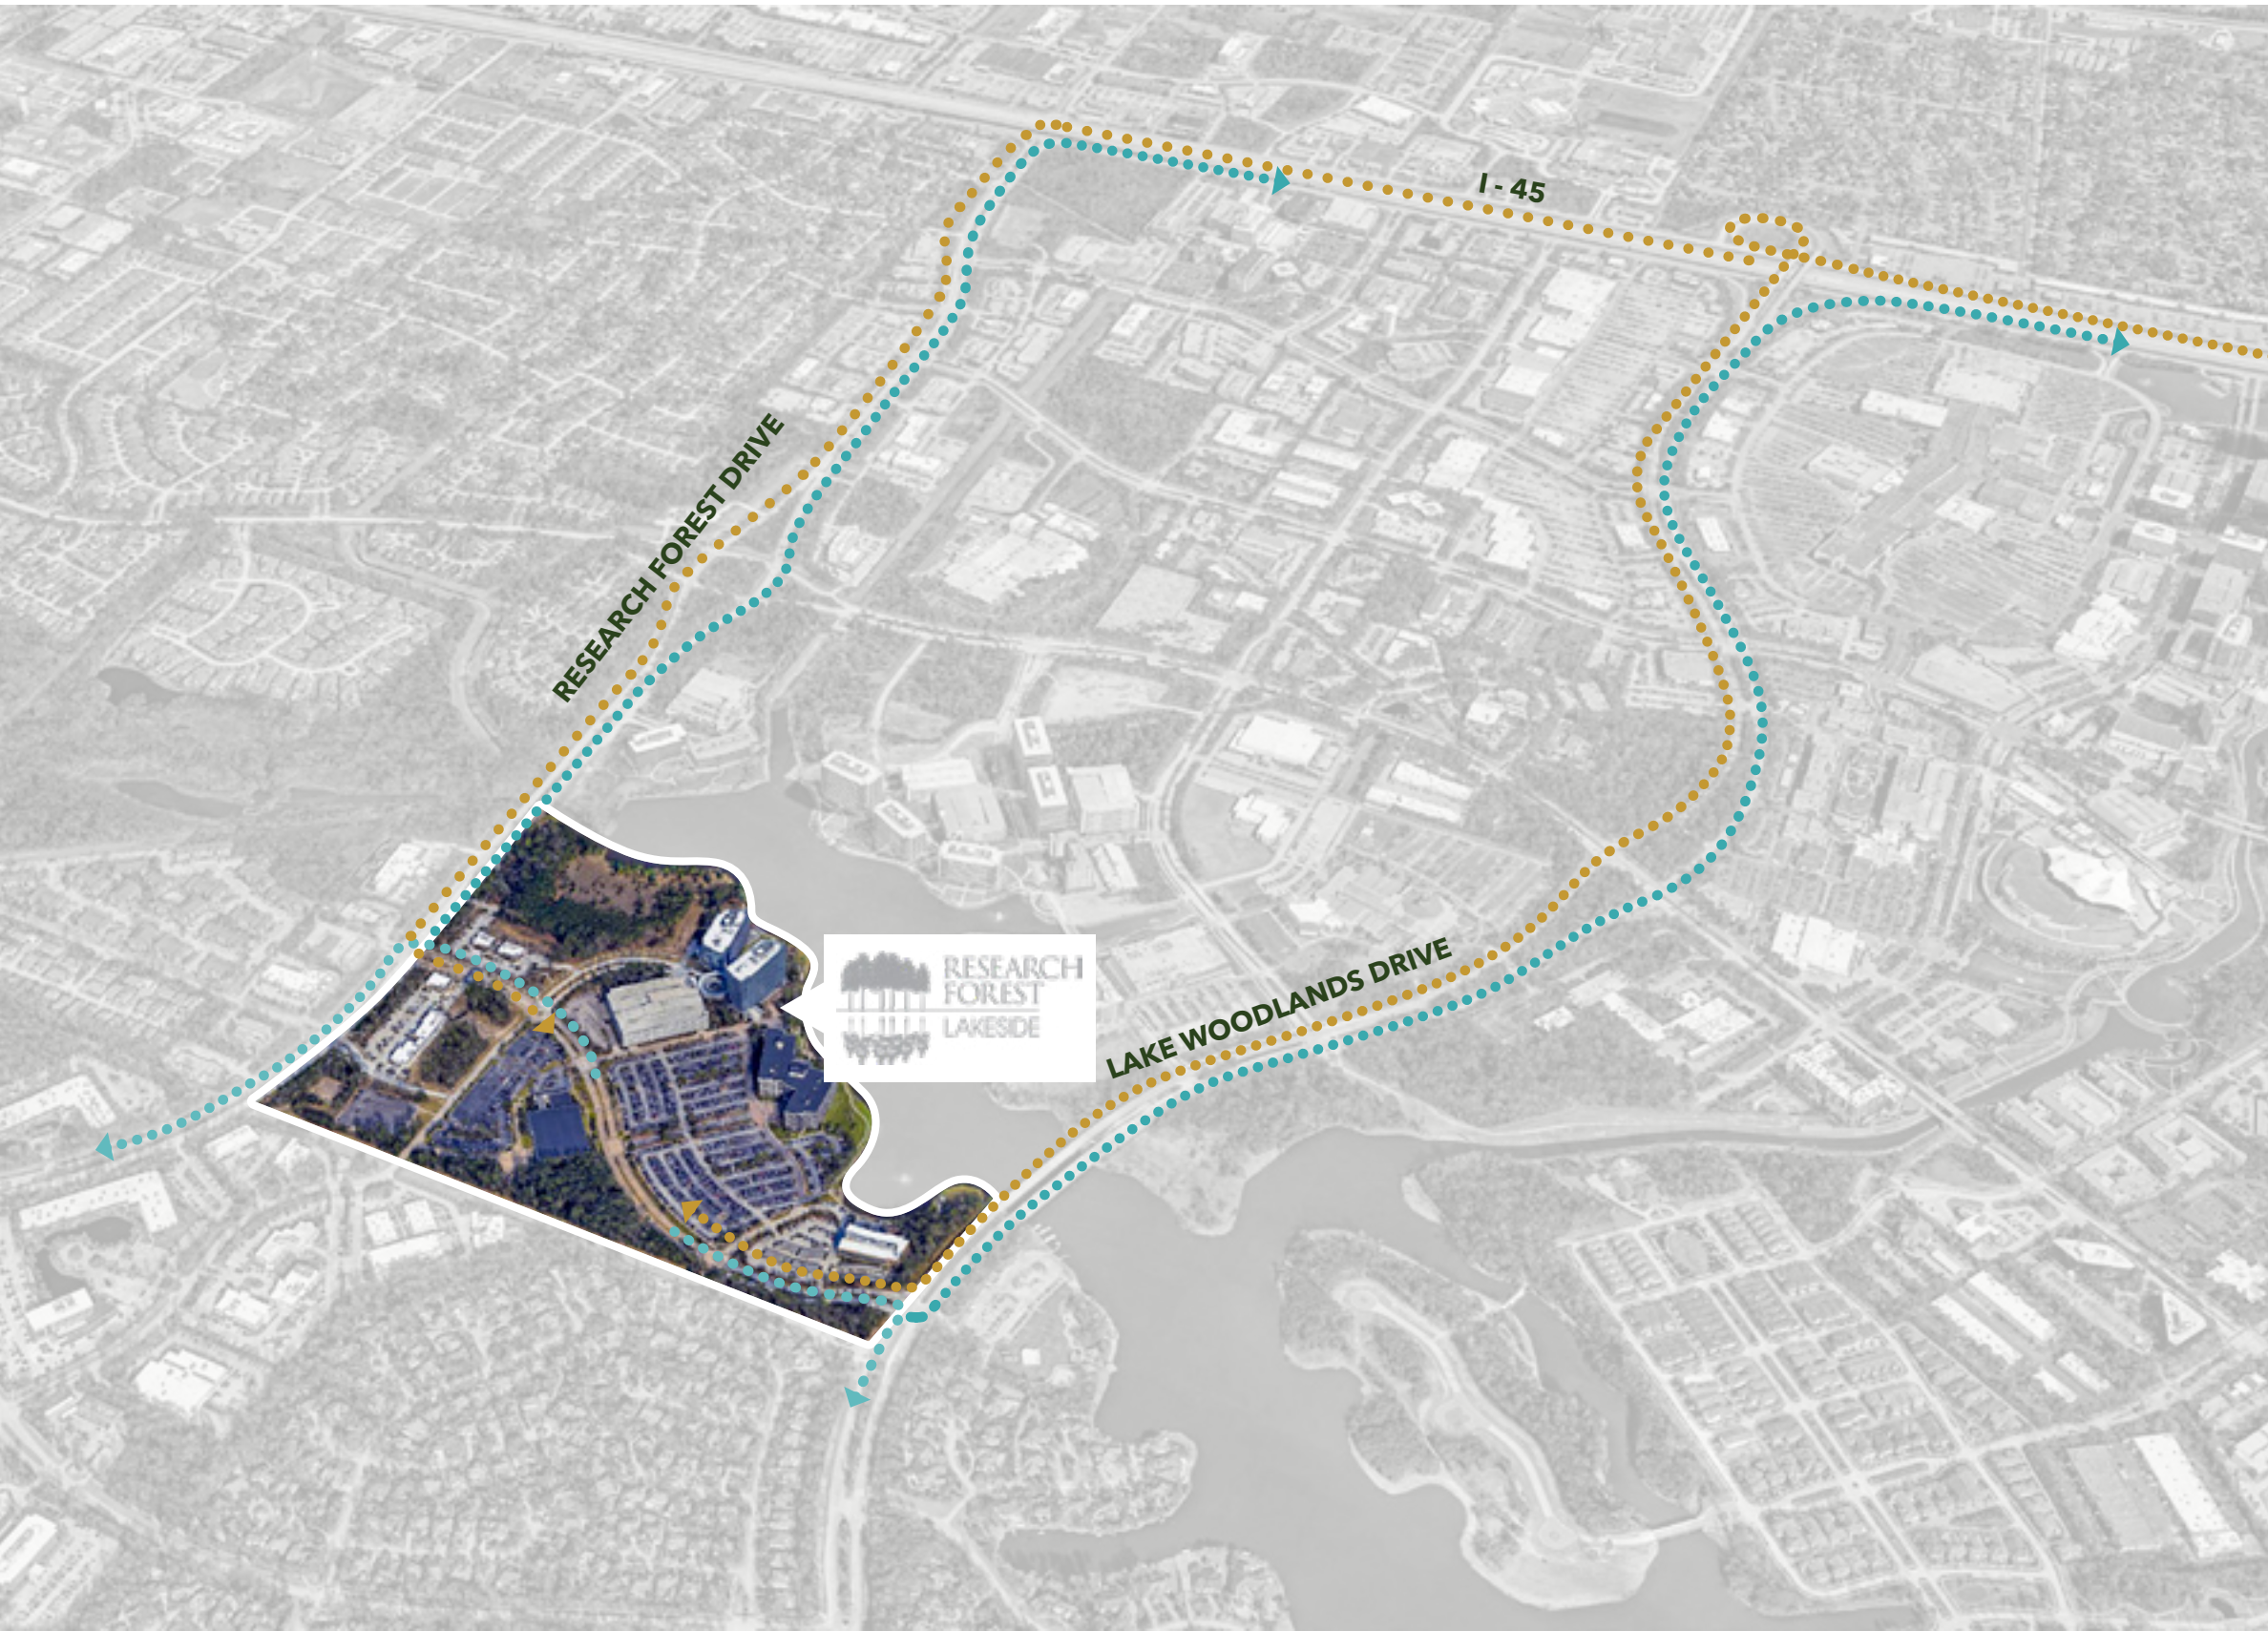 I - 45
RESEARCH FOREST DRIVE
RESEARCH
FOREST
LAKESIDE
LAKE WOODLANDS DRIVE